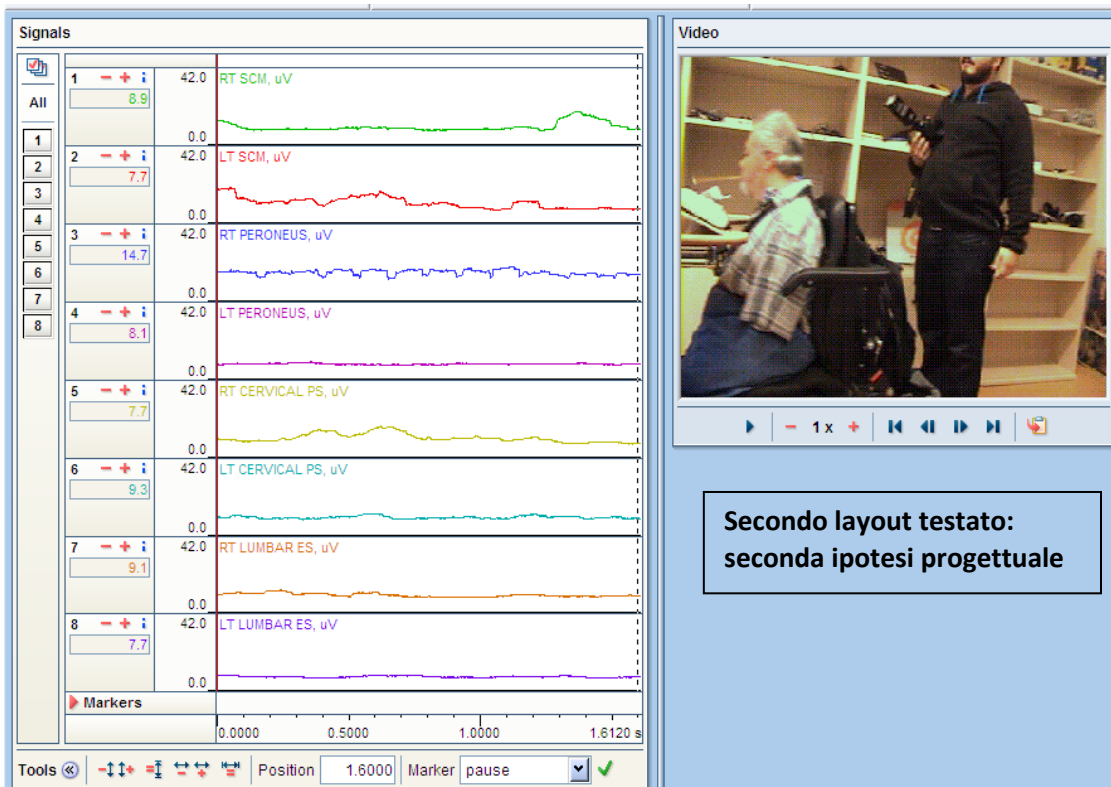 Signals
All
1
2
3
4
5
6
7
8
1 − + i 42.0 RT SCM, uV
8.9
0.0
2 − + i 42.0 LT SCM, uV
7.7
0.0
3 − + i 42.0 RT PERONEUS, uV
14.7
0.0
4 − + i 42.0 LT PERONEUS, uV
8.1
0.0
5 − + i 42.0 RT CERVICAL PS, uV
7.7
0.0
6 − + i 42.0 LT CERVICAL PS, uV
9.3
0.0
7 − + i 42.0 RT LUMBAR ES, uV
9.1
0.0
8 − + i 42.0 LT LUMBAR ES, uV
7.7
0.0
Markers
0.0000 0.5000 1.0000 1.6120 s
Tools Position 1.6000 Marker pause
Video
− 1 x +
Secondo layout testato:
seconda ipotesi progettuale